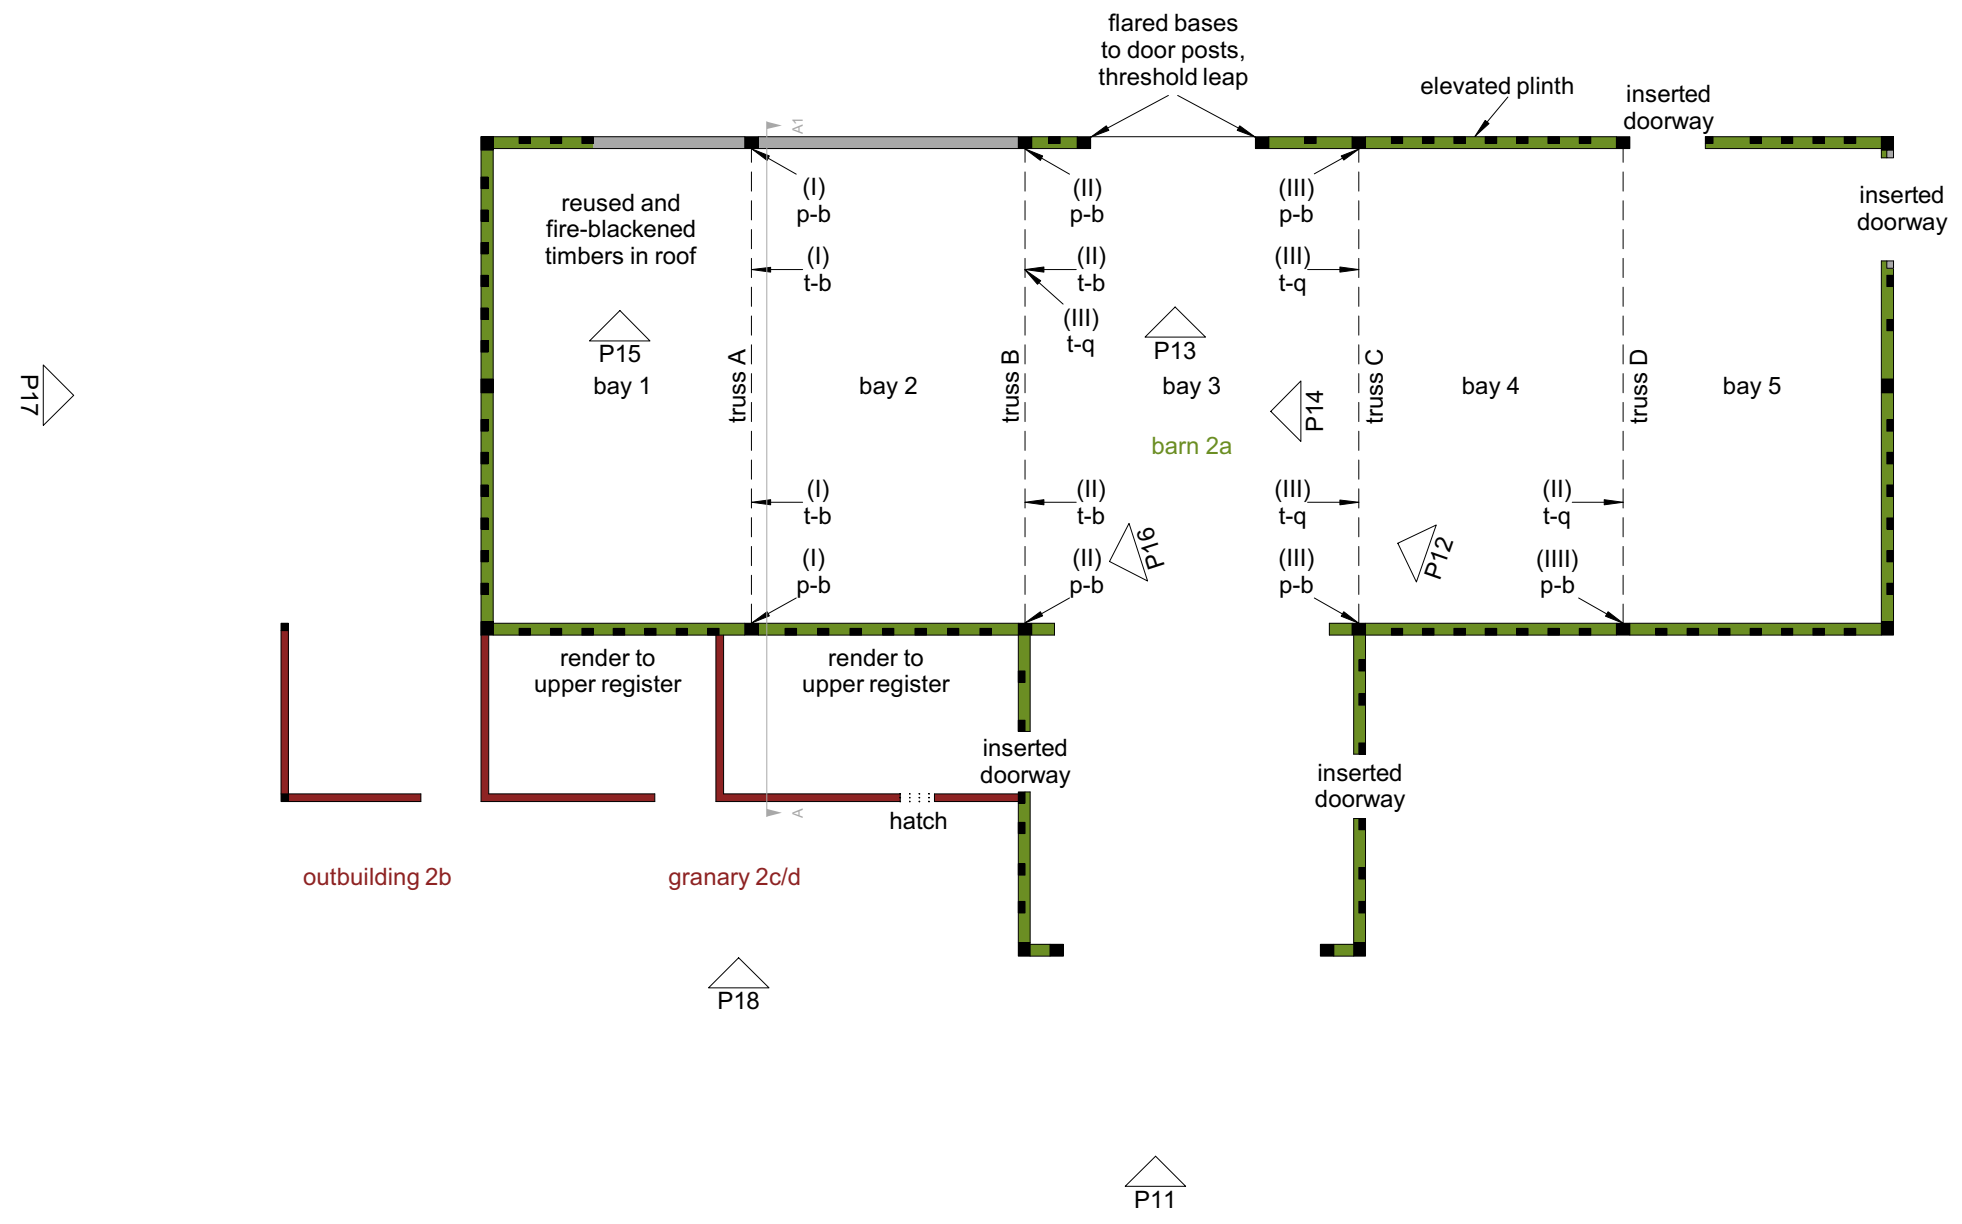 flared bases
to door posts,
threshold leap
elevated plinth
inserted
doorway
A1
inserted
doorway
reused and
fire-blackened
timbers in roof
(I)
p-b
(II)
p-b
(III)
p-b
(I)
t-b
(II)
t-b
(III)
t-q
(III)
t-q
P15
P13
P17
P14
truss A
truss B
truss C
truss D
bay 1
bay 2
bay 3
bay 4
bay 5
barn 2a
(I)
t-b
(II)
t-b
(III)
t-q
(II)
t-q
P16
P12
(I)
p-b
(II)
p-b
(III)
p-b
(IIII)
p-b
render to
upper register
render to
upper register
inserted
doorway
inserted
doorway
A
hatch
outbuilding 2b
granary 2c/d
P18
P11